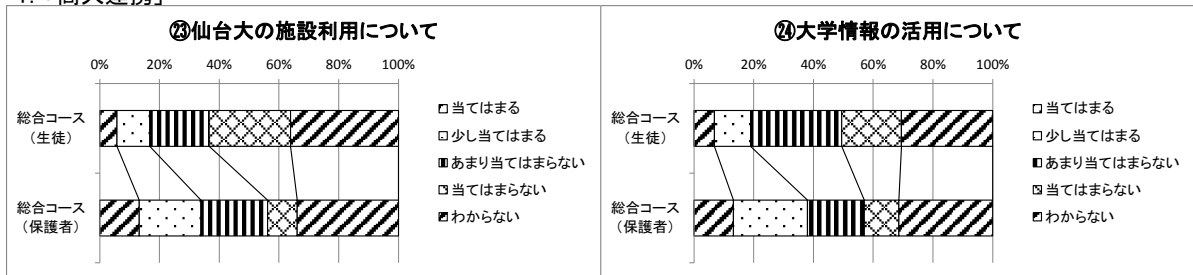 ㉓仙台大の施設利用について
0% 20% 40% 60% 80% 100%
総合コース
（生徒）
総合コース
（保護者）
当てはまる
少し当てはまる
あまり当てはまらない
当てはまらない
わからない
㉔大学情報の活用について
0% 20% 40% 60% 80% 100%
総合コース
（生徒）
総合コース
（保護者）
当てはまる
少し当てはまる
あまり当てはまらない
当てはまらない
わからない